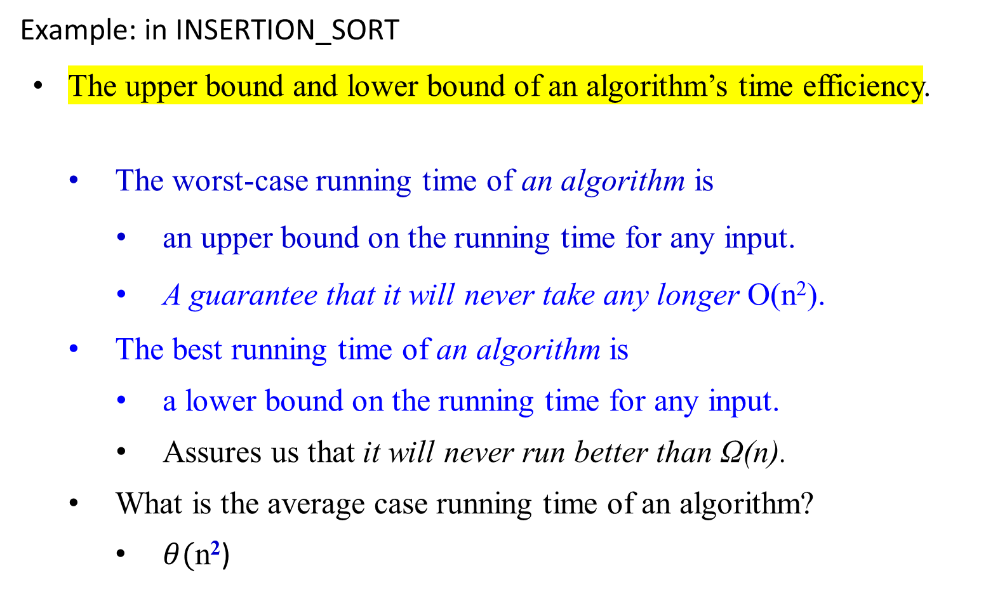 Example: in INSERTION_SORT
• The upper bound and lower bound of an algorithm’s time efficiency.
• The worst-case running time of an algorithm is
• an upper bound on the running time for any input.
• A guarantee that it will never take any longer O(n²).
• The best running time of an algorithm is
• a lower bound on the running time for any input.
• Assures us that it will never run better than Ω(n).
• What is the average case running time of an algorithm?
• θ(n²)